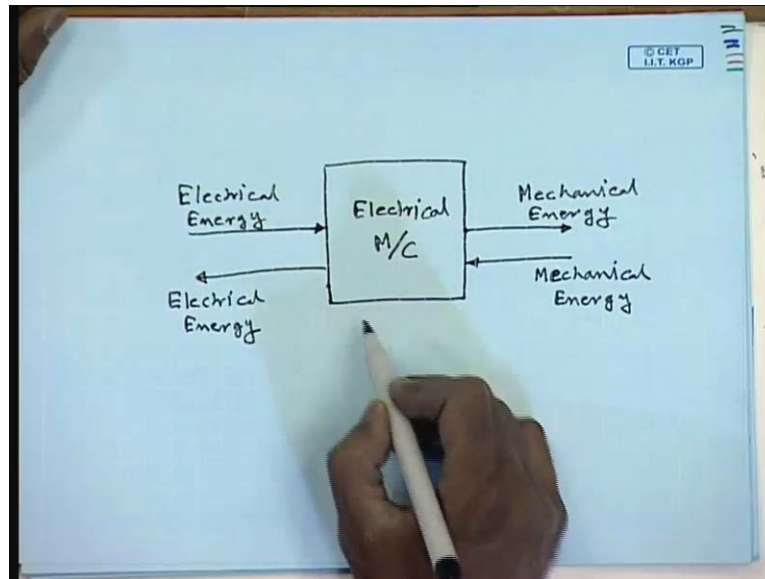 © CET
I.I.T. KGP
Electrical
Energy
Electrical
M/C
Mechanical
Energy
Electrical
Energy
Mechanical
Energy